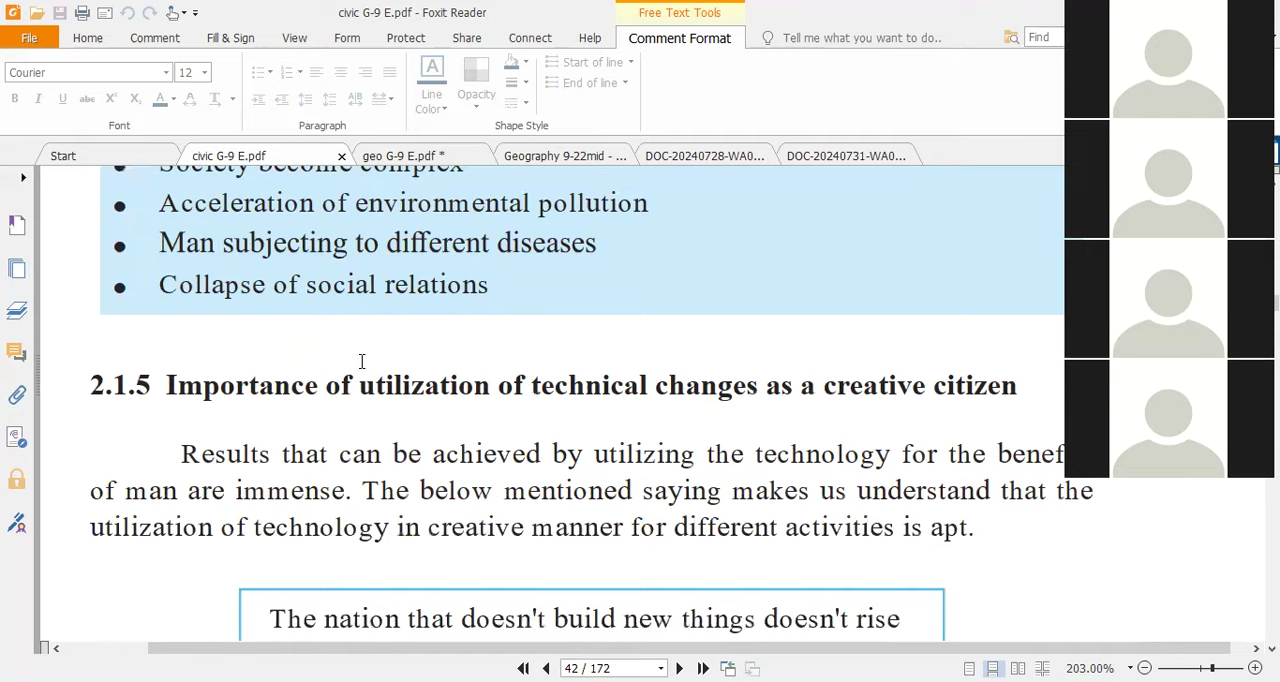 civic G-9 E.pdf - Foxit Reader
Free Text Tools
File Home Comment Fill & Sign View Form Protect Share Connect Help Comment Format Tell me what you want to do.. Find
Courier 12
Start of line
End of line
Line Color
Opacity
Font Paragraph Shape Style
Start civic G-9 E.pdf geo G-9 E.pdf * Geography 9-22mid - ... DOC-20240728-WA0... DOC-20240731-WA0...
Society become complex
Acceleration of environmental pollution
Man subjecting to different diseases
Collapse of social relations
2.1.5 Importance of utilization of technical changes as a creative citizen
Results that can be achieved by utilizing the technology for the benef
of man are immense. The below mentioned saying makes us understand that the
utilization of technology in creative manner for different activities is apt.
The nation that doesn't build new things doesn't rise
42 / 172
203.00%